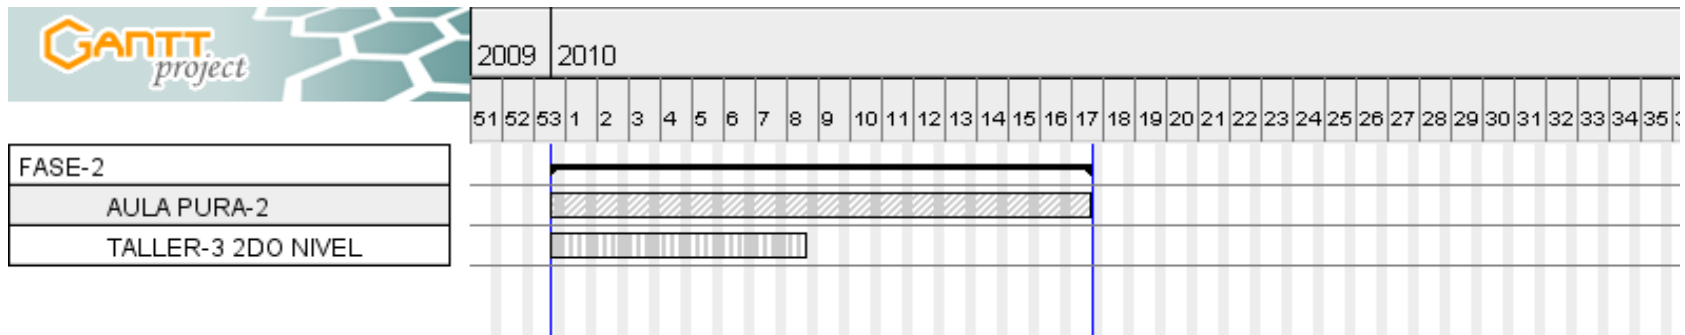 GANTT
project
2009 2010
51 52 53 1 2 3 4 5 6 7 8 9 10 11 12 13 14 15 16 17 18 19 20 21 22 23 24 25 26 27 28 29 30 31 32 33 34 35
FASE-2
AULA PURA-2
TALLER-3 2DO NIVEL